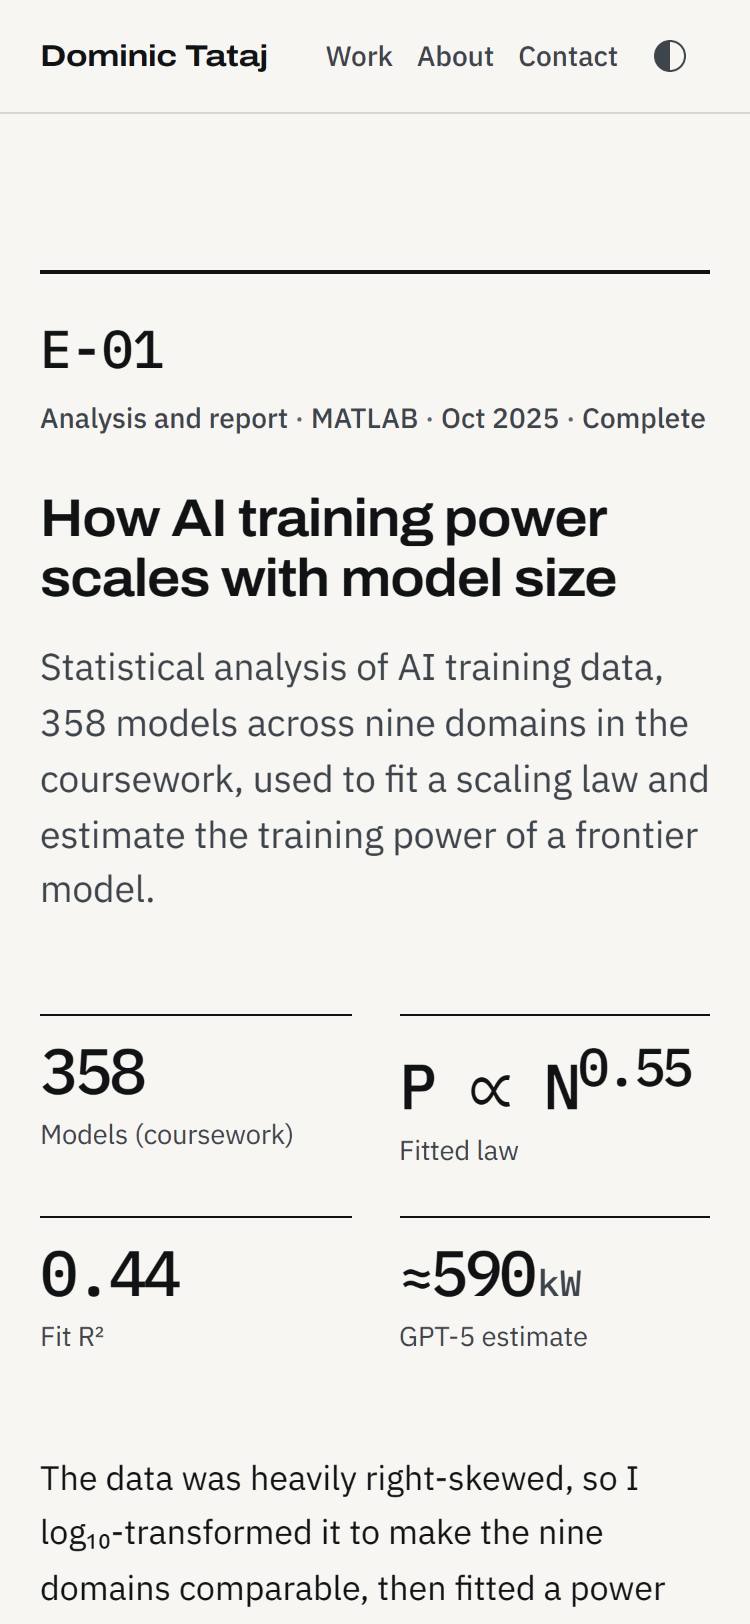 Dominic Tataj Work About Contact
E-01
Analysis and report · MATLAB · Oct 2025 · Complete
How AI training power
scales with model size
Statistical analysis of AI training data,
358 models across nine domains in the
coursework, used to fit a scaling law and
estimate the training power of a frontier
model.
358
Models (coursework)
P ∝ N⁰·⁵⁵
Fitted law
0.44
Fit R²
≈590kW
GPT-5 estimate
The data was heavily right-skewed, so I
log₁₀-transformed it to make the nine
domains comparable, then fitted a power